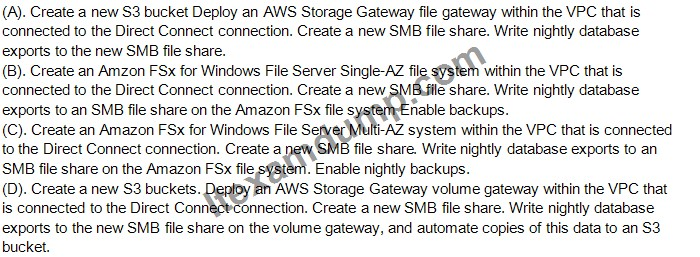 (A). Create a new S3 bucket Deploy an AWS Storage Gateway file gateway within the VPC that is
connected to the Direct Connect connection. Create a new SMB file share. Write nightly database
exports to the new SMB file share.
(B). Create an Amzon FSx for Windows File Server Single-AZ file system within the VPC that is
connected to the Direct Connect connection. Create a new SMB file share. Write nightly database
exports to an SMB file share on the Amazon FSx file system Enable backups.
(C). Create an Amazon FSx for Windows File Server Multi-AZ system within the VPC that is connected
to the Direct Connect connection. Create a new SMB file share. Write nightly database exports to an
SMB file share on the Amazon FSx file system. Enable nightly backups.
(D). Create a new S3 buckets. Deploy an AWS Storage Gateway volume gateway within the VPC that
is connected to the Direct Connect connection. Create a new SMB file share. Write nightly database
exports to the new SMB file share on the volume gateway, and automate copies of this data to an S3
bucket.
Itexamdump.com